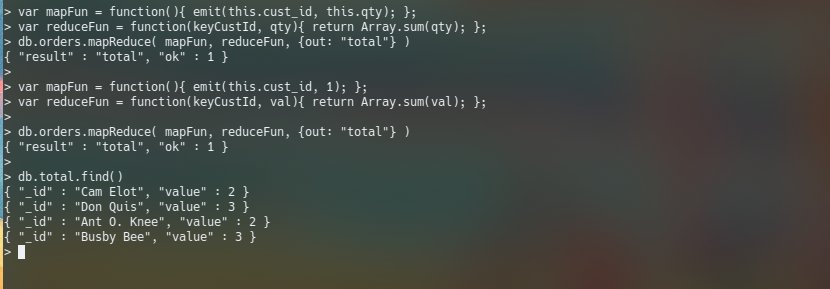 > var mapFun = function(){ emit(this.cust_id, this.qty); };
> var reduceFun = function(keyCustId, qty){ return Array.sum(qty); };
> db.orders.mapReduce( mapFun, reduceFun, {out: "total"} )
{ "result" : "total", "ok" : 1 }
>
> var mapFun = function(){ emit(this.cust_id, 1); };
> var reduceFun = function(keyCustId, val){ return Array.sum(val); };
>
> db.orders.mapReduce( mapFun, reduceFun, {out: "total"} )
{ "result" : "total", "ok" : 1 }
>
> db.total.find()
{ "_id" : "Cam Elot", "value" : 2 }
{ "_id" : "Don Quis", "value" : 3 }
{ "_id" : "Ant O. Knee", "value" : 2 }
{ "_id" : "Busby Bee", "value" : 3 }
>